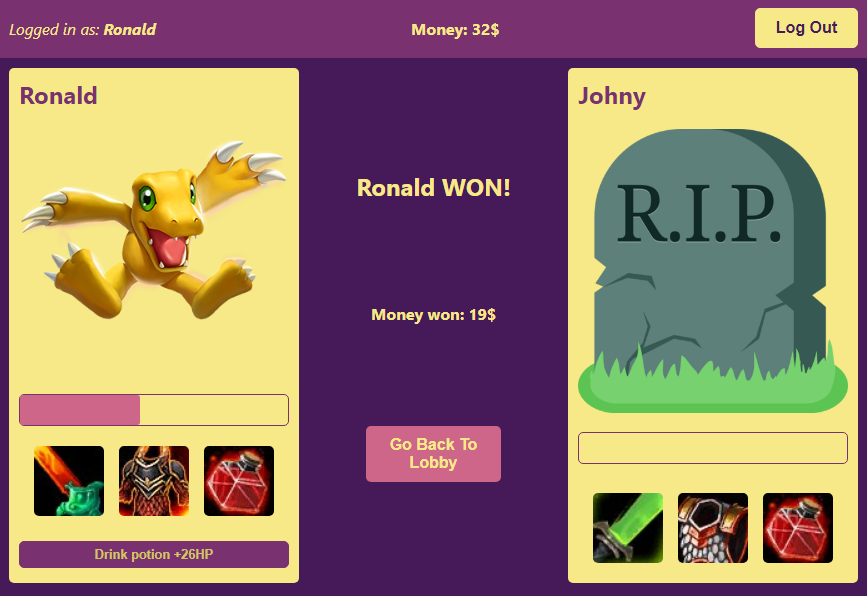 Logged in as: Ronald
Money: 32$
Log Out
Ronald
Drink potion +26HP
Ronald WON!
Money won: 19$
Go Back To
Lobby
Johny
R.I.P.